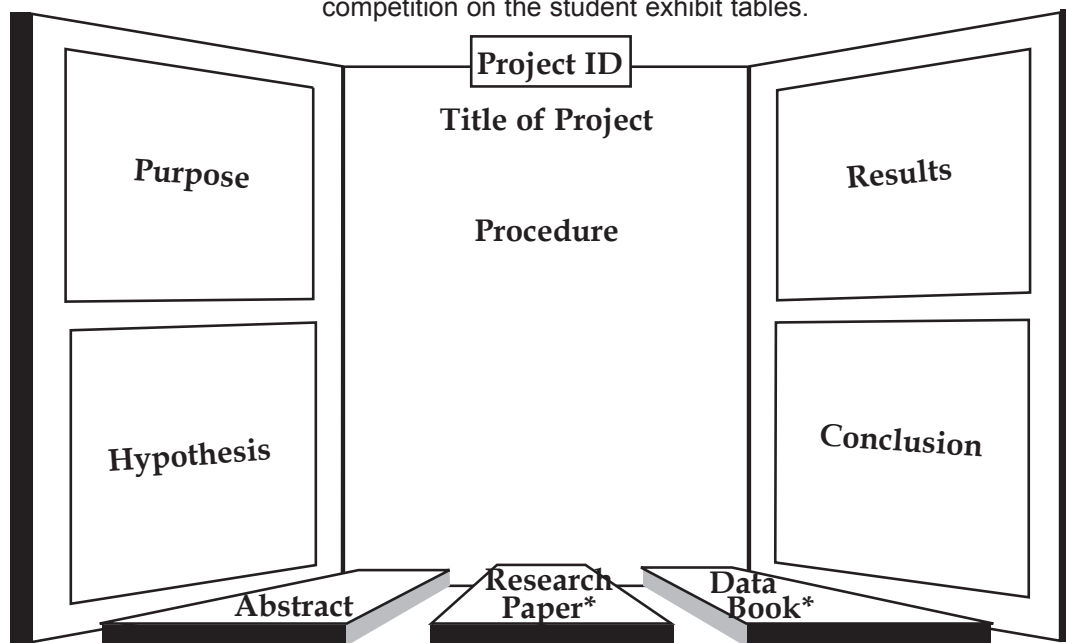 competition on the student exhibit tables.
Project ID
Title of Project
Purpose
Procedure
Results
Hypothesis
Conclusion
Abstract
Research
Paper*
Data
Book*